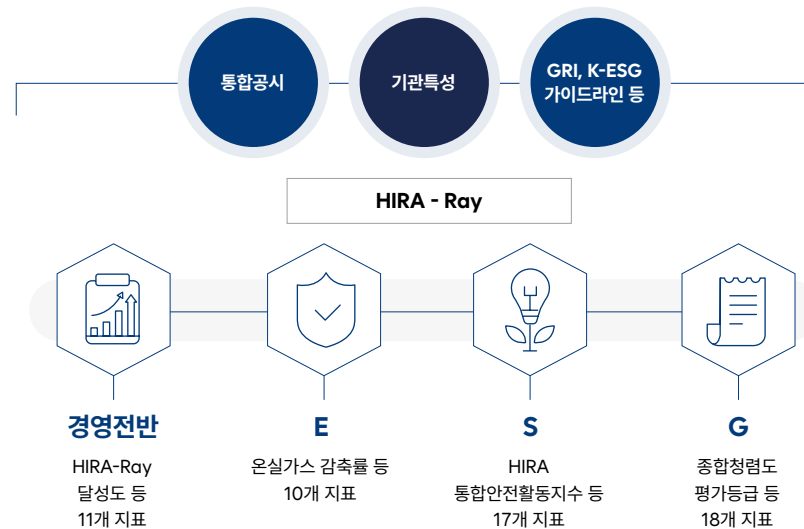 통합공시
기관특성
GRI, K-ESG
가이드라인 등
HIRA - Ray
경영전반
HIRA-Ray
달성도 등
11개 지표
E
온실가스 감축률 등
10개 지표
S
HIRA
통합안전활동지수 등
17개 지표
G
종합청렴도
평가등급 등
18개 지표